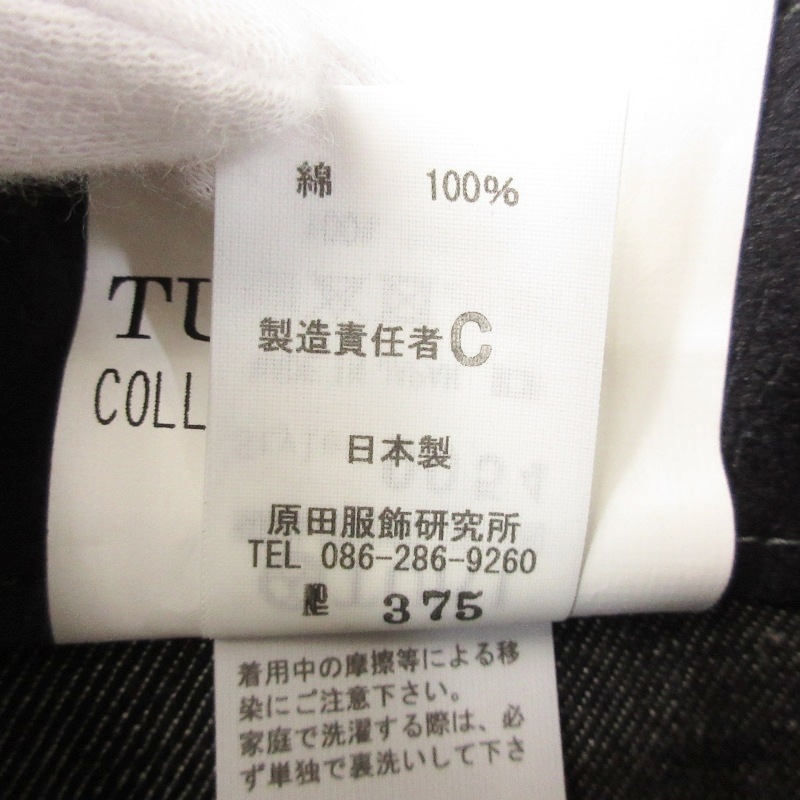 綿 100%
TU
COLL
製造責任者C
日本製
原田服飾研究所
TEL 086-286-9260
№ 375
着用中の摩擦等による移
染にご注意下さい。
家庭で洗濯する際は、必
ず単独で裏洗いして下さ